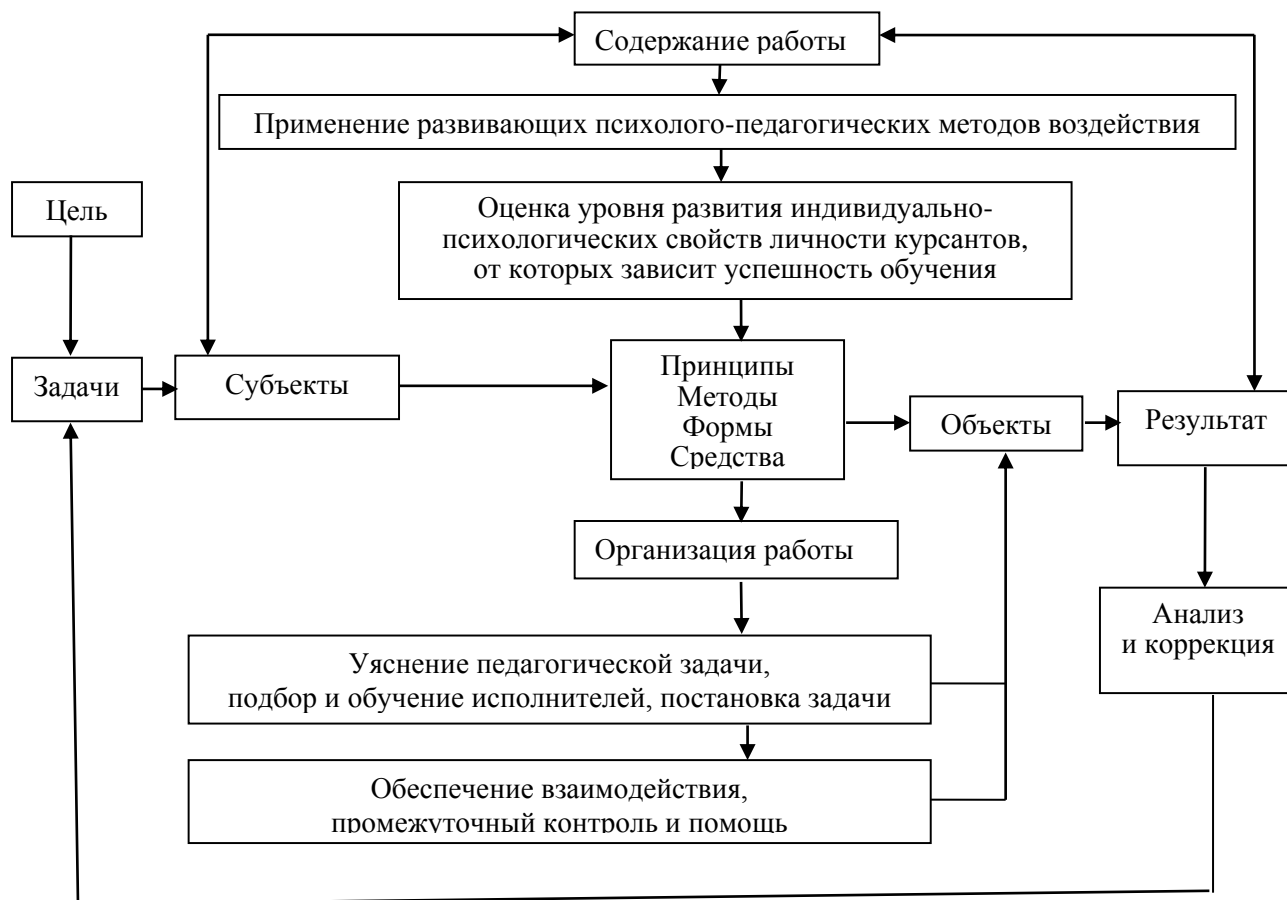 Содержание работы
Применение развивающих психолого-педагогических методов воздействия
Цель
Оценка уровня развития индивидуально-
психологических свойств личности курсантов,
от которых зависит успешность обучения
Задачи
Субъекты
Принципы
Методы
Формы
Средства
Объекты
Результат
Организация работы
Анализ
и коррекция
Уяснение педагогической задачи,
подбор и обучение исполнителей, постановка задачи
Обеспечение взаимодействия,
промежуточный контроль и помощь